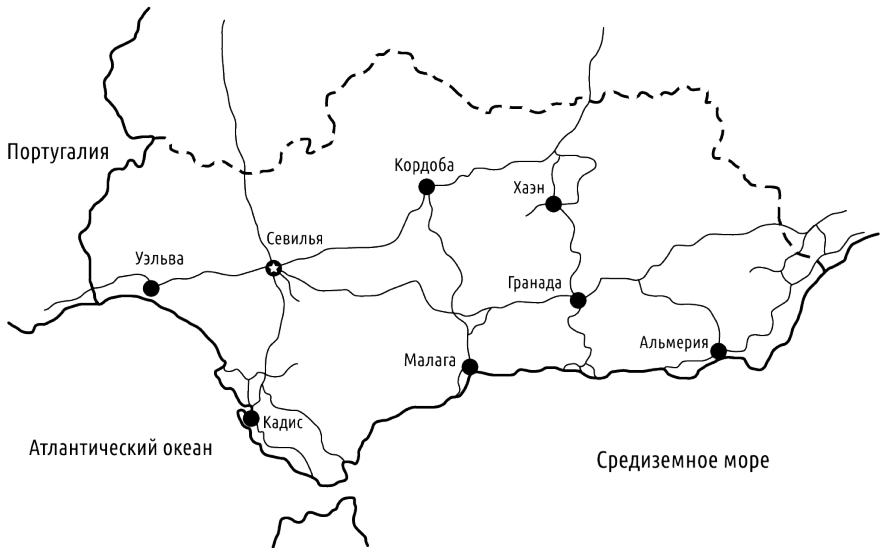 Португалия
Кордоба
Хаэн
Севилья
Уэльва
Гранада
Альмерия
Малага
Кадис
Атлантический океан
Средиземное море